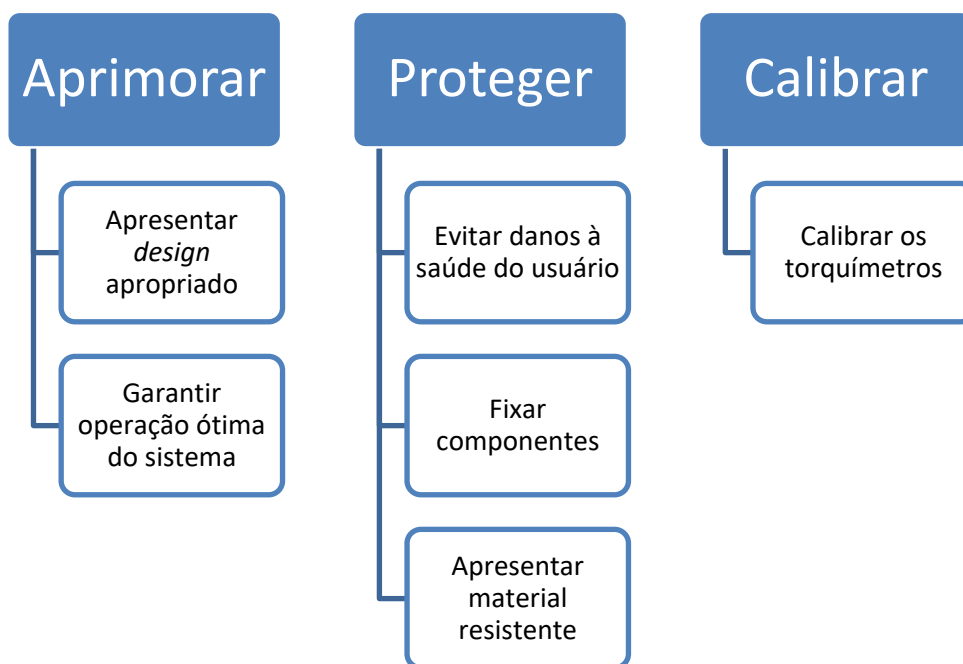 Aprimorar
Apresentar
design
apropriado
Garantir
operação ótima
do sistema
Proteger
Evitar danos à
saúde do usuário
Fixar
componentes
Apresentar
material
resistente
Calibrar
Calibrar os
torquímetros